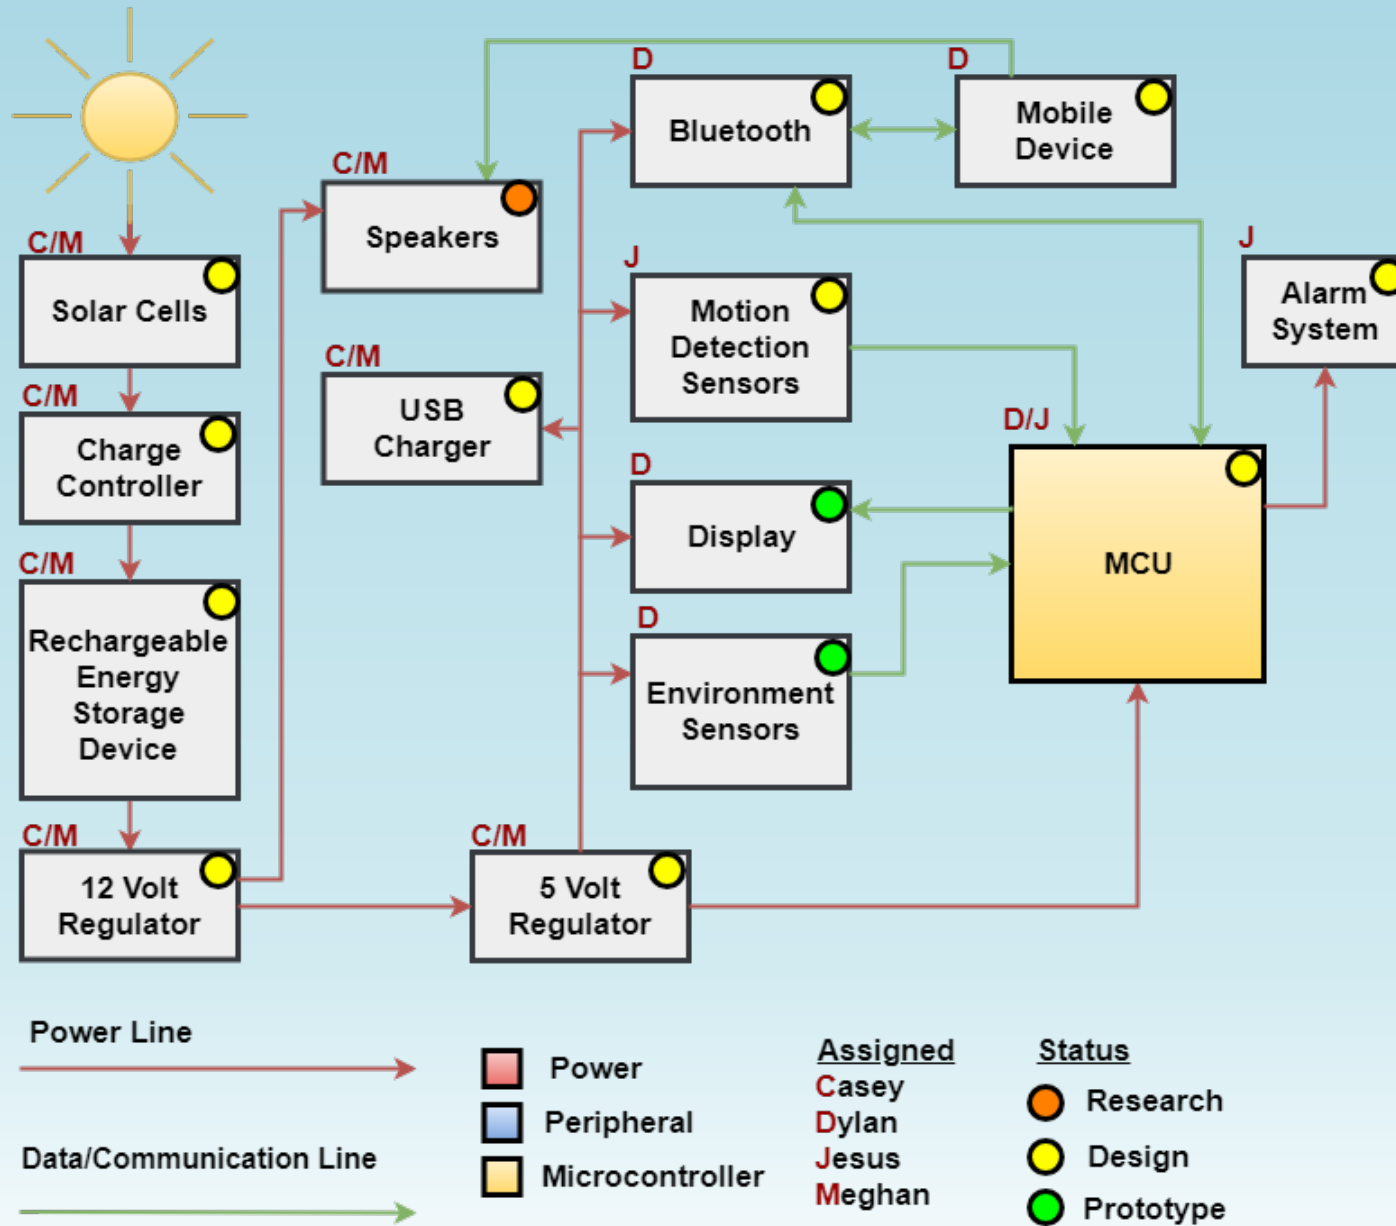 D
D
Bluetooth
Mobile
Device
C/M
Speakers
C/M
Solar Cells
J
Motion
Detection
Sensors
J
Alarm
System
C/M
USB
Charger
C/M
Charge
Controller
D/J
MCU
D
Display
C/M
Rechargeable
Energy
Storage
Device
D
Environment
Sensors
C/M
12 Volt
Regulator
C/M
5 Volt
Regulator
Power Line
Data/Communication Line
Power
Peripheral
Microcontroller
Assigned
Casey
Dylan
Jesus
Meghan
Status
Research
Design
Prototype